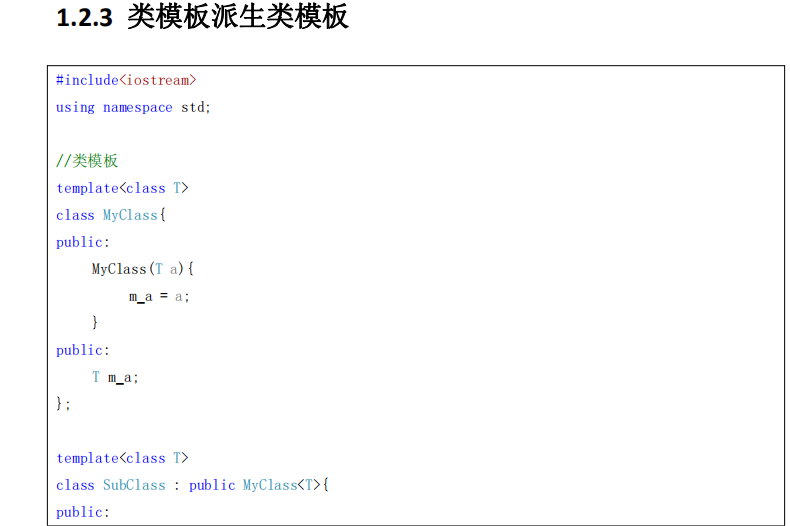 1.2.3 类模板派生类模板
#include<iostream>
using namespace std;
//类模板
template<class T>
class MyClass{
public:
MyClass(T a){
m_a = a;
}
public:
T m_a;
};
template<class T>
class SubClass : public MyClass<T>{
public: